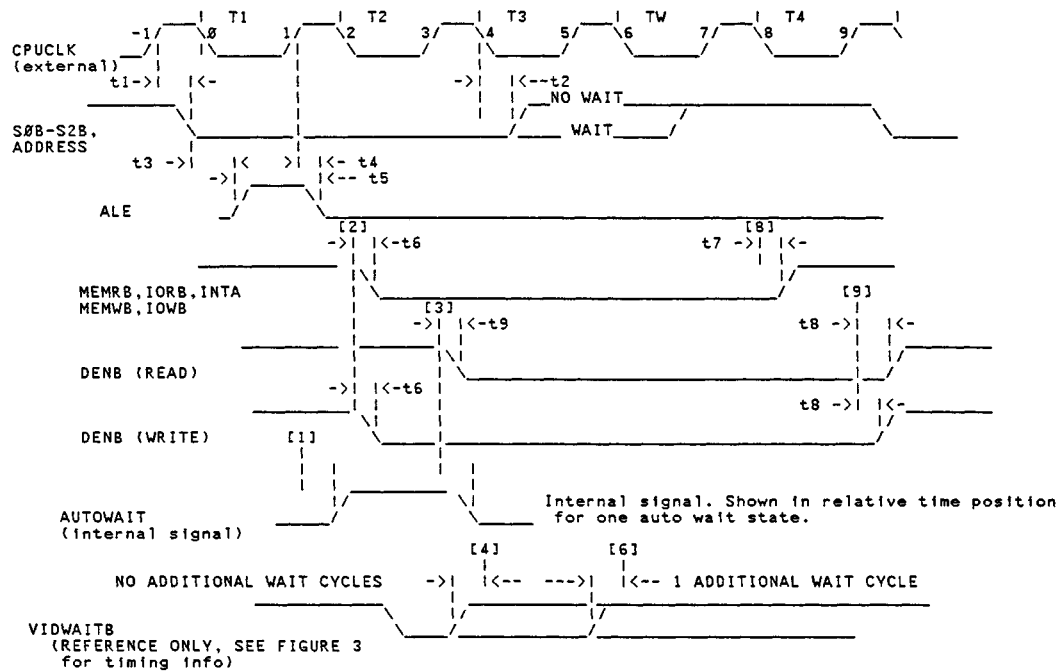 T1 T2 T3 TW T4
-1 0 1 2 3 4 5 6 7 8 9
CPUCLK
(external)
t1->
<--t2
NO WAIT
WAIT
SØB-S2B,
ADDRESS
t3 ->| |< >| |<- t4
->| |<-- t5
ALE
[2] [8]
->| |<-t6 t7 ->| |<-
MEMRB,IORB,INTA
MEMWB,IOWB
[3] [9]
->| |<-t9 t8 ->| |<-
DENB (READ)
->| |<-t6 t8 ->| |<-
DENB (WRITE)
[1]
AUTOWAIT
(internal signal)
Internal signal. Shown in relative time position
for one auto wait state.
[4] [6]
NO ADDITIONAL WAIT CYCLES ->| |<-- --->| |<-- 1 ADDITIONAL WAIT CYCLE
VIDWAITB
(REFERENCE ONLY, SEE FIGURE 3
for timing info)